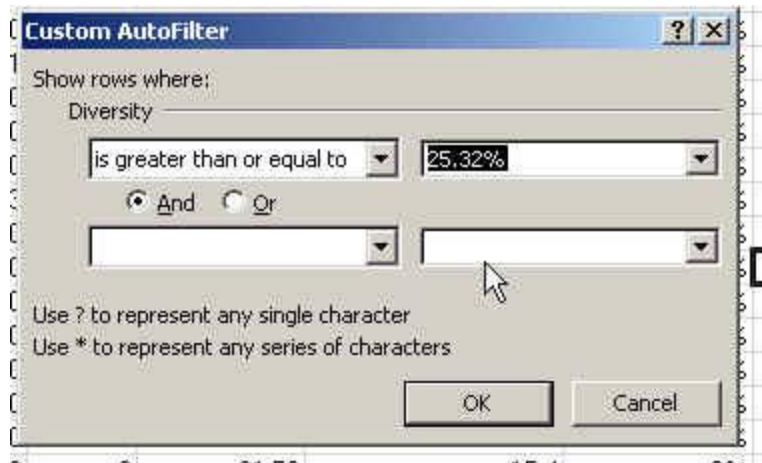 Custom AutoFilter ? X
Show rows where:
Diversity
is greater than or equal to 25.32%
And Or
Use ? to represent any single character
Use * to represent any series of characters
OK Cancel